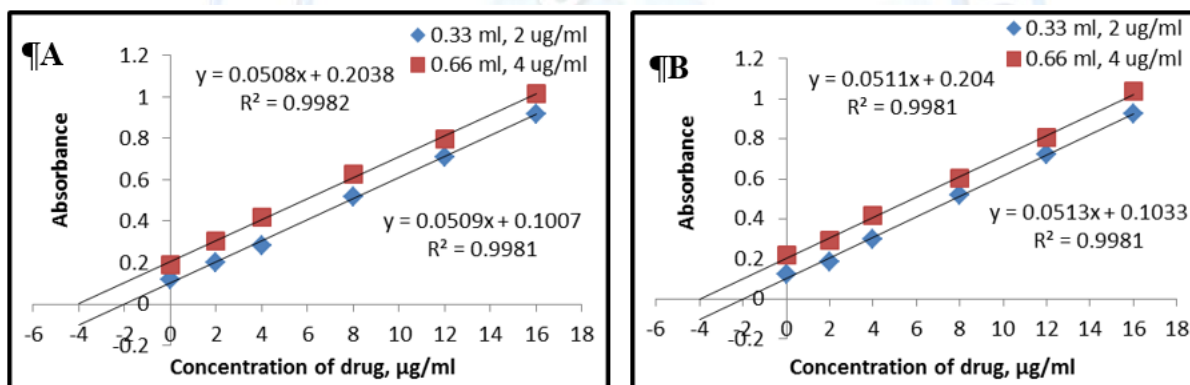 ¶A
0.33 ml, 2 ug/ml
0.66 ml, 4 ug/ml
y = 0.0508x + 0.2038
R² = 0.9982
y = 0.0509x + 0.1007
R² = 0.9981
Absorbance
1.2
1
0.8
0.6
0.4
0.2
0
-0.2
-6 -4 -2 0 2 4 6 8 10 12 14 16 18
Concentration of drug, µg/ml
¶B
0.33 ml, 2 ug/ml
0.66 ml, 4 ug/ml
y = 0.0511x + 0.204
R² = 0.9981
y = 0.0513x + 0.1033
R² = 0.9981
Absorbance
1.2
1
0.8
0.6
0.4
0.2
0
-0.2
-6 -4 -2 0 2 4 6 8 10 12 14 16 18
Concentration of drug, µg/ml